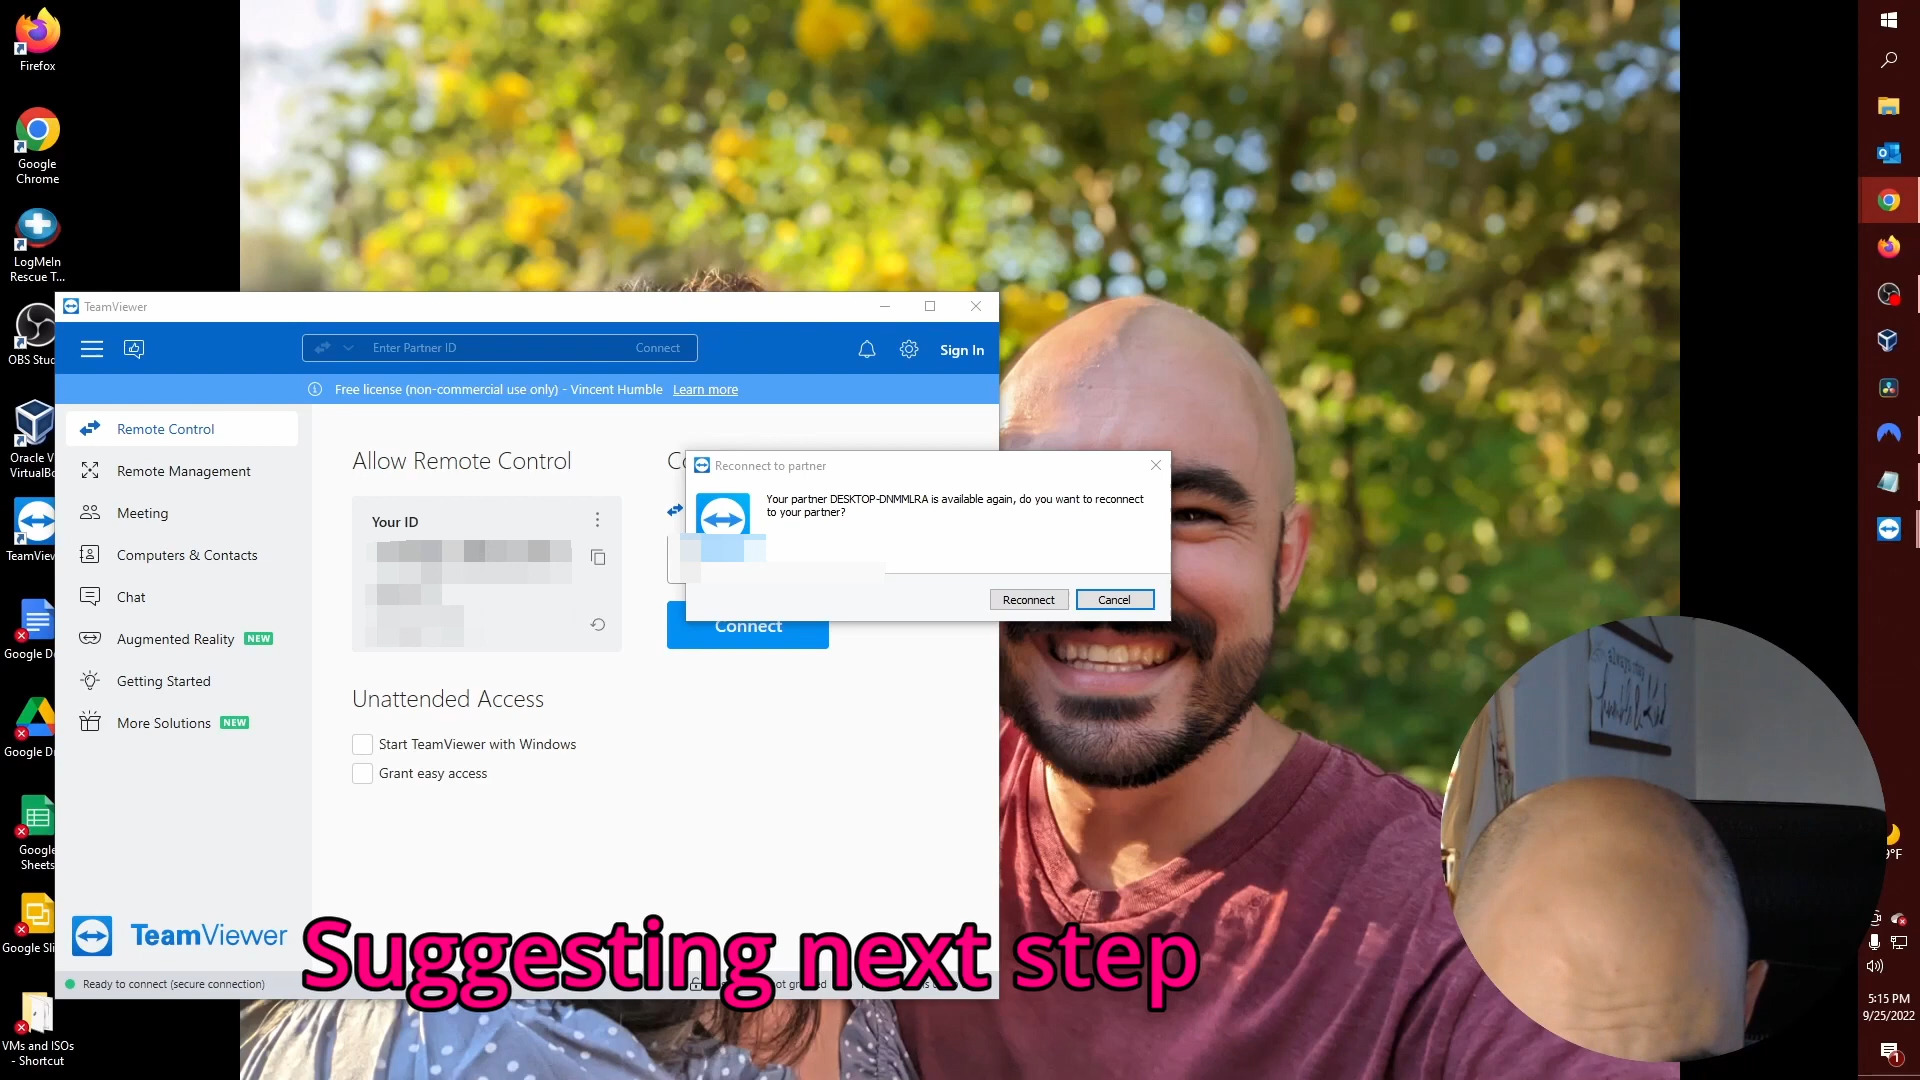 Firefox
Google
Chrome
LogMeIn
Rescue T...
OBS Stud
Oracle V
VirtualBo
TeamView
Google D
Google D
Google
Sheets
Google Sli
VMs and ISOs
- Shortcut
TeamViewer
Enter Partner ID
Connect
Sign In
Free license (non-commercial use only) - Vincent Humble Learn more
Remote Control
Remote Management
Meeting
Computers & Contacts
Chat
Augmented Reality NEW
Getting Started
More Solutions NEW
TeamViewer
Ready to connect (secure connection)
Allow Remote Control
Your ID
Unattended Access
Start TeamViewer with Windows
Grant easy access
Co
Connect
Reconnect to partner
Your partner DESKTOP-DNMMLRA is available again, do you want to reconnect
to your partner?
Reconnect
Cancel
Suggesting next step
always stay
9°F
5:15 PM
9/25/2022
1